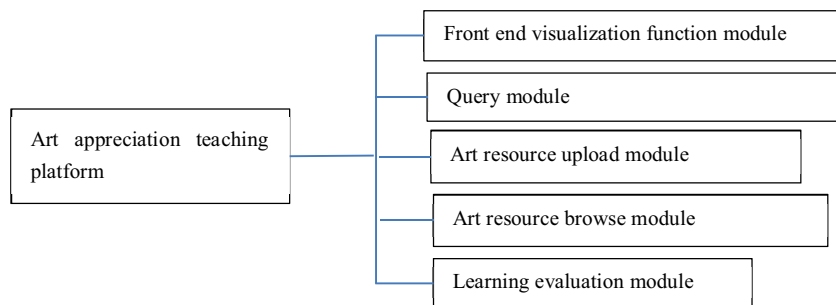 Front end visualization function module
Query module
Art appreciation teaching
platform
Art resource upload module
Art resource browse module
Learning evaluation module